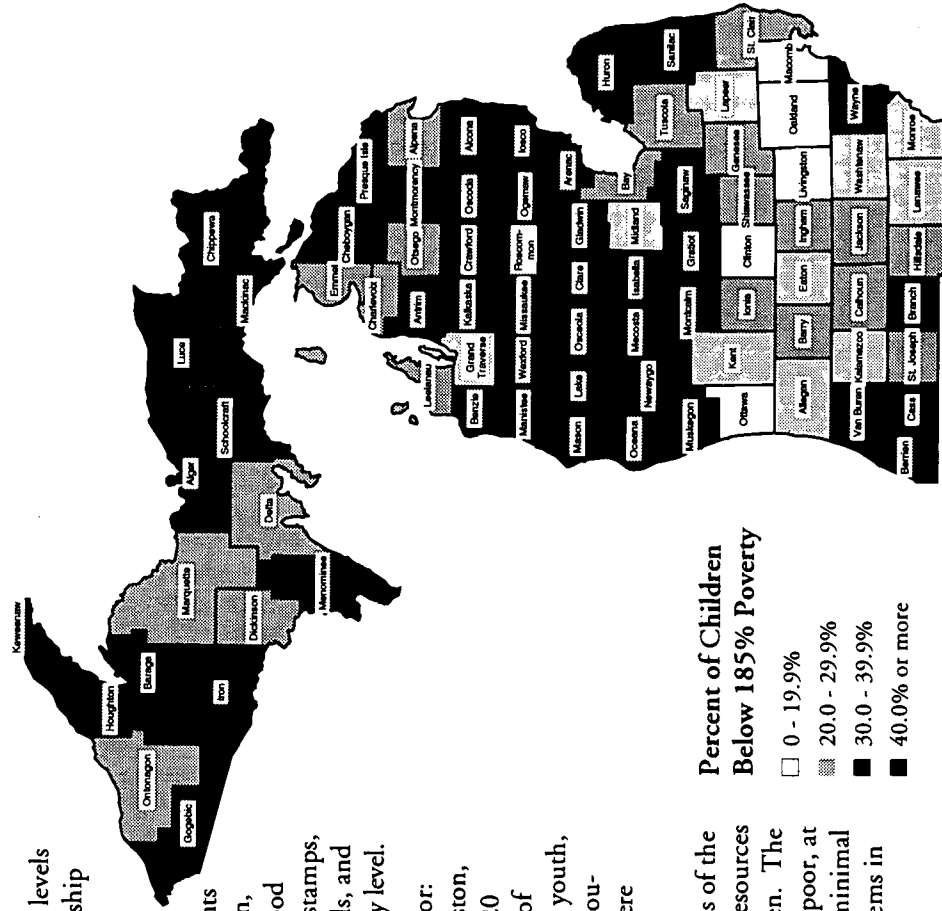 levels
ship
nts
n,
ood
stamps,
ls, and
y level.
or:
ston,
of
youth,
ou-
ere
s of the
esources
en. The
poor, at
minimal
ems in
Percent of Children
Below 185% Poverty
0 - 19.9%
20.0 - 29.9%
30.0 - 39.9%
40.0% or more
Keweenaw
Houghton
Ontonagon
Gogebic
Baraga
Iron
Marquette
Dickinson
Menominee
Delta
Alger
Schoolcraft
Luce
Mackinac
Chippewa
Emmet
Cheboygan
Presque Isle
Charlevoix
Leelanau
Antrim
Otsego
Montmorency
Alpena
Benzie
Grand
Traverse
Kalkaska
Crawford
Oscoda
Alcona
Manistee
Wexford
Missaukee
Roscom-
mon
Ogemaw
Iosco
Mason
Lake
Osceola
Clare
Gladwin
Arenac
Oceana
Newaygo
Mecosta
Isabella
Midland
Bay
Huron
Muskegon
Montcalm
Gratiot
Saginaw
Tuscola
Sanilac
Ottawa
Kent
Ionia
Clinton
Shiawassee
Genesee
Lapeer
St. Clair
Allegan
Barry
Eaton
Ingham
Livingston
Oakland
Macomb
Van Buren
Kalamazoo
Calhoun
Jackson
Washtenaw
Wayne
Berrien
Cass
St. Joseph
Branch
Hillsdale
Lenawee
Monroe